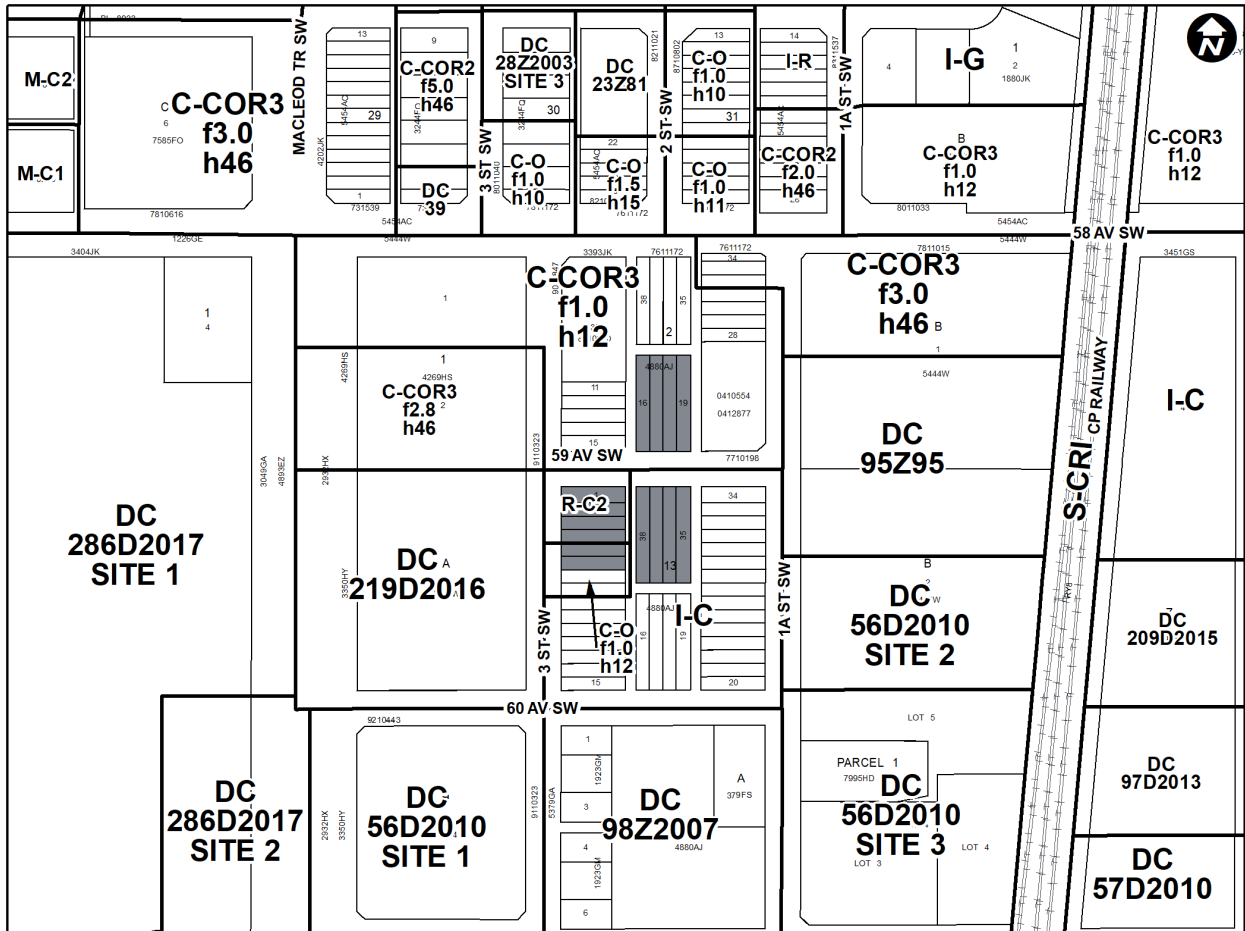 N
M-C2
C-COR3
f3.0
h46
C
6
7585FO
M-C1
7810616
MACLEOD TR SW
4202JK
13
5454AC
29
1
731539
9
C-COR2
f5.0
h46
DC
39
5454AC
3 ST SW
8011040
DC
28Z2003
SITE 3
3244FQ
30
C-O
f1.0
h10
DC
23Z81
8211021
22
5454AC
C-O
f1.5
h15
7611172
2 ST SW
8710802
13
C-O
f1.0
h10
31
C-O
f1.0
h11
14
I-R
C-COR2
f2.0
h46
1A ST SW
4
I-G
1
2
1880JK
B
C-COR3
f1.0
h12
8011033
5454AC
C-COR3
f1.0
h12
58 AV SW
1226GE
5444W
3404JK
1
4
3393JK
7611172
7611172
7811015
5444W
3451GS
1
C-COR3
f1.0
h12
38
35
2
34
28
C-COR3
f3.0
h46
B
1
5444W
4269HS
1
4269HS
C-COR3
f2.8
2
h46
11
15
4880AJ
16
19
0410554
0412877
7710198
59 AV SW
9110323
DC
95Z95
I-C
CP RAILWAY
S-CRI
3049GA
4893EZ
2932HX
DC
286D2017
SITE 1
3350HY
DC
A
219D2016
R-C2
38
35
13
34
4880AJ
I-C
16
19
20
15
C-O
f1.0
h12
3 ST SW
1A ST SW
B
DC
56D2010
SITE 2
DC
209D2015
60 AV SW
9210443
DC
286D2017
SITE 2
2932HX
3350HY
DC
56D2010
SITE 1
9110323
5379GA
1
1923GM
3
4
1923GM
6
A
379FS
DC
98Z2007
4880AJ
LOT 5
PARCEL 1
7995HD
DC
56D2010
SITE 3
LOT 3
LOT 4
DC
97D2013
DC
57D2010